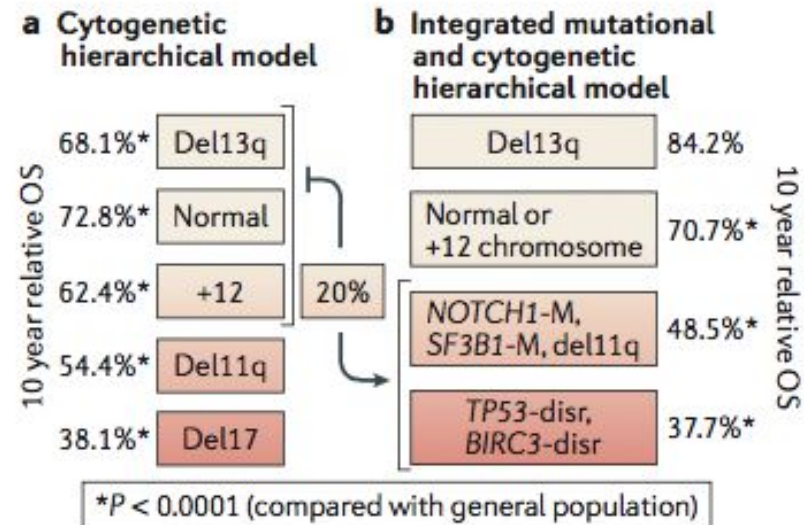 a Cytogenetic
hierarchical model
10 year relative OS
68.1%* Del13q
72.8%* Normal
62.4%* +12
54.4%* Del11q
38.1%* Del17
20%
b Integrated mutational
and cytogenetic
hierarchical model
Del13q 84.2%
Normal or
+12 chromosome 70.7%*
NOTCH1-M,
SF3B1-M, del11q 48.5%*
TP53-disr,
BIRC3-disr 37.7%*
10 year relative OS
*P < 0.0001 (compared with general population)